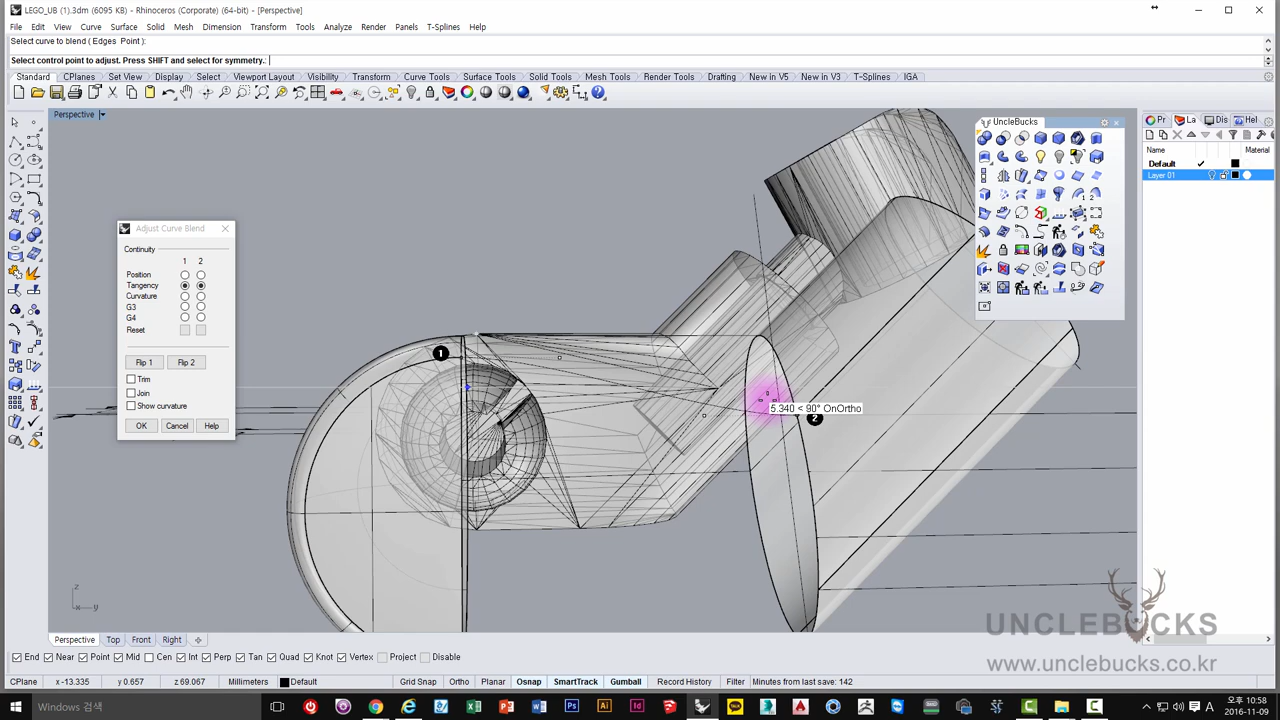 LEGO_UB (1).3dm (6095 KB) - Rhinoceros (Corporate) (64-bit) - [Perspective]
File Edit View Curve Surface Solid Mesh Dimension Transform Tools Analyze Render Panels T-Splines Help
Select curve to blend ( Edges Point ):
Select control point to adjust. Press SHIFT and select for symmetry.:
Standard CPlanes Set View Display Select Viewport Layout Visibility Transform Curve Tools Surface Tools Solid Tools Mesh Tools Render Tools Drafting New in V5 New in V3 T-Splines IGA
Perspective
UncleBucks
Pr La Dis Hel
Name Material
Default
Layer 01
Adjust Curve Blend
Continuity
1 2
Position
Tangency
Curvature
G3
G4
Reset
Flip 1 Flip 2
Trim
Join
Show curvature
OK Cancel Help
1
5.340 < 90° OnOrtho
2
z
x y
UNCLEBUCKS
www.unclebucks.co.kr
Perspective Top Front Right
End Near Point Mid Cen Int Perp Tan Quad Knot Vertex Project Disable
CPlane x -13.335 y 0.657 z 69.067 Millimeters Default Grid Snap Ortho Planar Osnap SmartTrack Gumball Record History Filter Minutes from last save: 142
Windows 검색
A 오후 10:58
2016-11-09